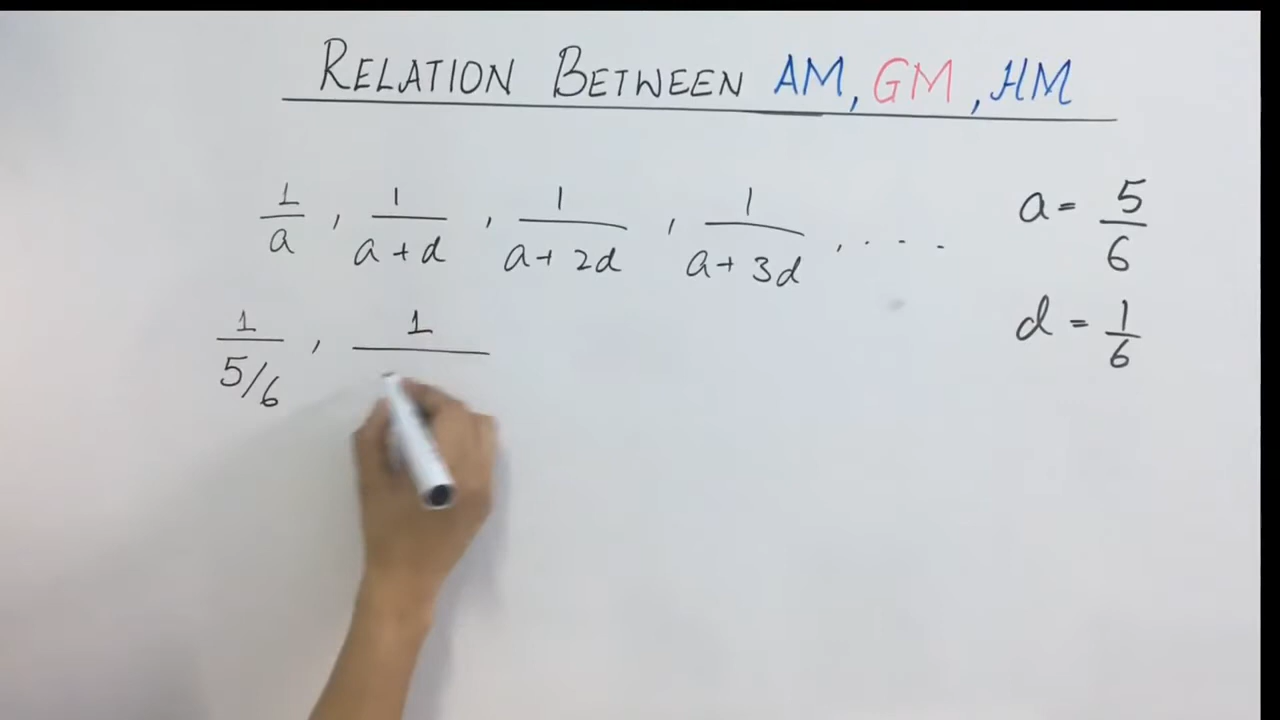 RELATION BETWEEN AM, GM, HM
1/a, 1/(a+d), 1/(a+2d), 1/(a+3d), .... a = 5/6
1/(5/6), 1/ d = 1/6